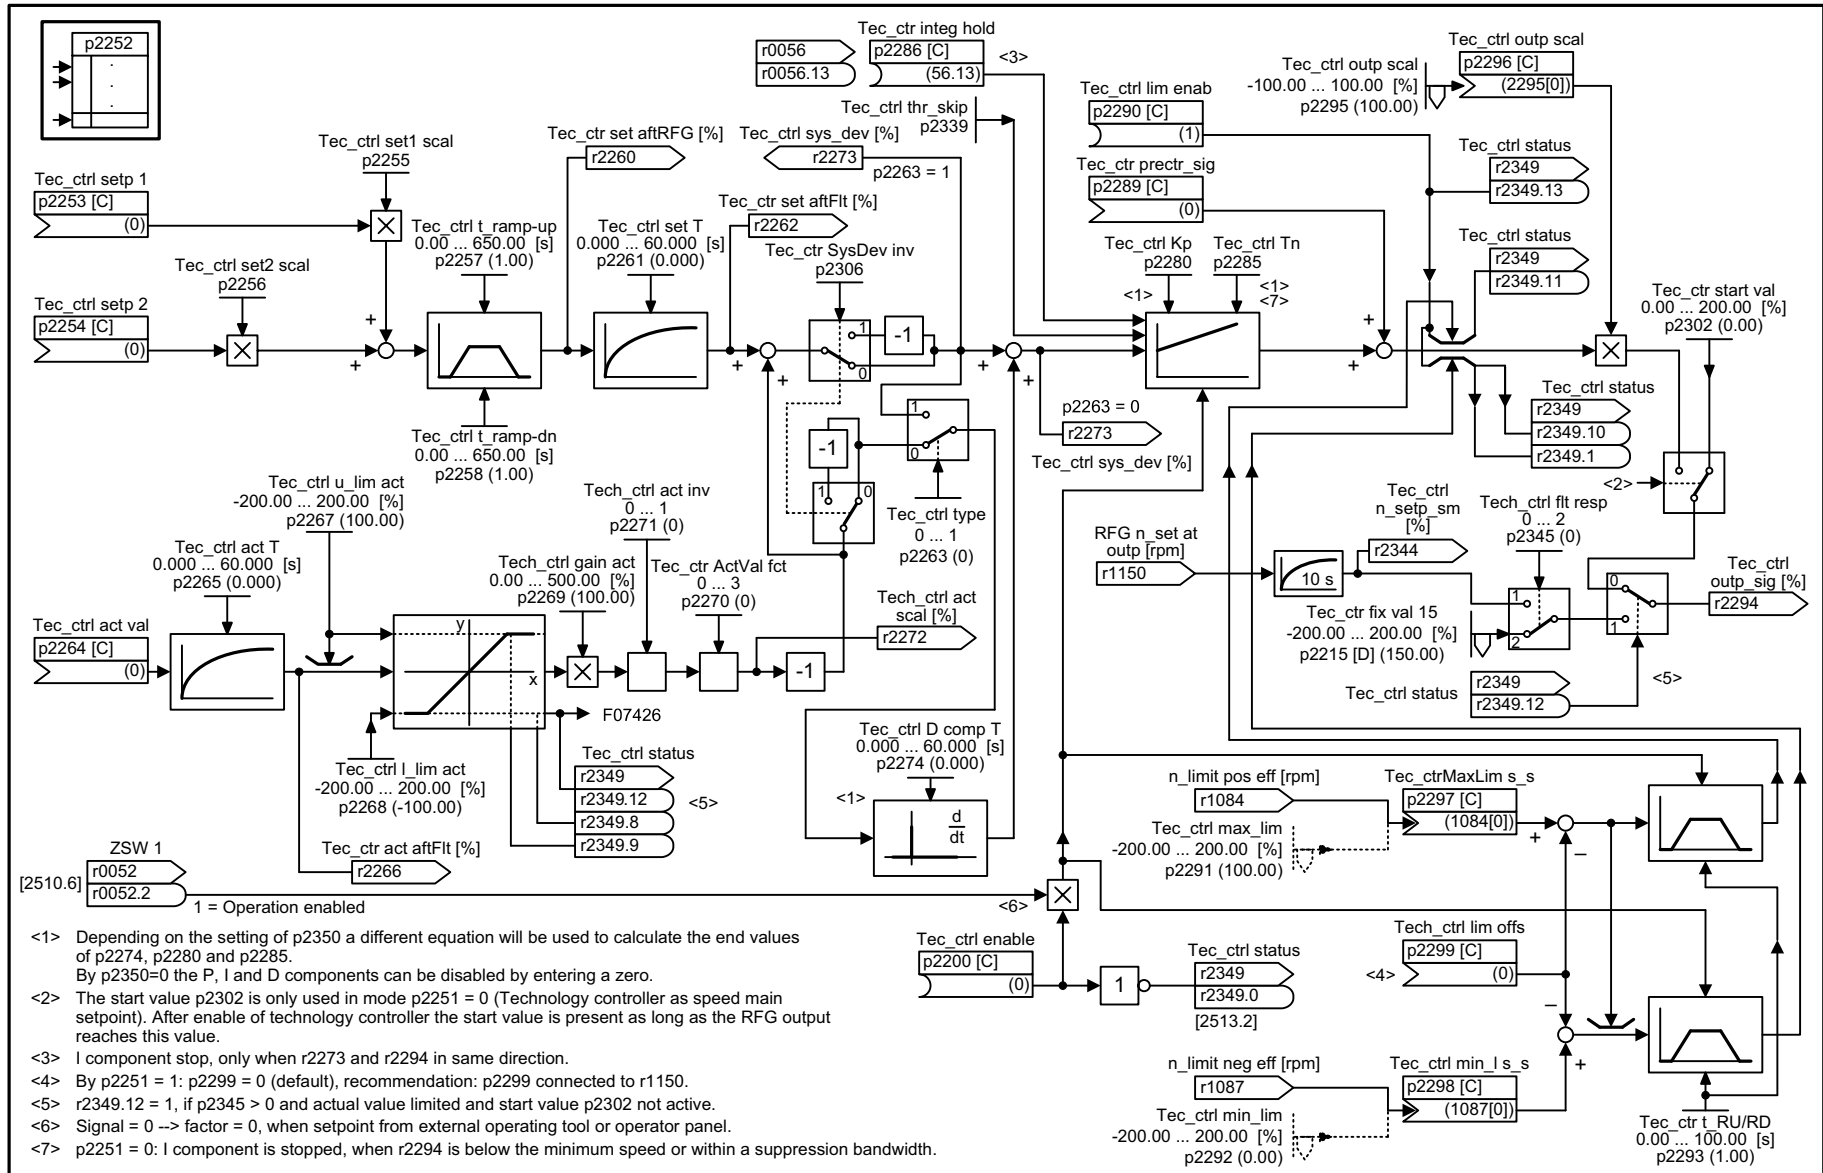 p2252
Tec_ctrl setp 1
p2253 [C]
(0)
Tec_ctrl set1 scal
p2255
Tec_ctrl set2 scal
p2256
Tec_ctrl setp 2
p2254 [C]
(0)
+
+
Tec_ctrl t_ramp-up
0.00 ... 650.00 [s]
p2257 (1.00)
Tec_ctrl t_ramp-dn
0.00 ... 650.00 [s]
p2258 (1.00)
Tec_ctr set aftRFG [%]
r2260
Tec_ctrl set T
0.000 ... 60.000 [s]
p2261 (0.000)
Tec_ctrl sys_dev [%]
r2273
p2263 = 1
Tec_ctr set aftFlt [%]
r2262
Tec_ctr SysDev inv
p2306
+
+
1
0
-1
r0056
r0056.13
Tec_ctr integ hold
p2286 [C]
(56.13)
<3>
Tec_ctrl thr_skip
p2339
Tec_ctrl lim enab
p2290 [C]
(1)
Tec_ctr prectr_sig
p2289 [C]
(0)
Tec_ctrl Kp
p2280
<1>
Tec_ctrl Tn
p2285
<1>
<7>
+
+
p2263 = 0
r2273
Tec_ctrl sys_dev [%]
+
+
Tec_ctrl outp scal
-100.00 ... 100.00 [%]
p2295 (100.00)
Tec_ctrl outp scal
p2296 [C]
(2295[0])
Tec_ctrl status
r2349
r2349.13
Tec_ctrl status
r2349
r2349.11
Tec_ctrl status
r2349
r2349.10
r2349.1
Tec_ctr start val
0.00 ... 200.00 [%]
p2302 (0.00)
<2>
-1
1
0
1
0
Tec_ctrl type
0 ... 1
p2263 (0)
Tec_ctrl u_lim act
-200.00 ... 200.00 [%]
p2267 (100.00)
Tec_ctrl act T
0.000 ... 60.000 [s]
p2265 (0.000)
Tec_ctrl act val
p2264 [C]
(0)
y
x
Tech_ctrl act inv
0 ... 1
p2271 (0)
Tech_ctrl gain act
0.00 ... 500.00 [%]
p2269 (100.00)
Tec_ctr ActVal fct
0 ... 3
p2270 (0)
Tech_ctrl act
scal [%]
r2272
-1
F07426
Tec_ctrl l_lim act
-200.00 ... 200.00 [%]
p2268 (-100.00)
Tec_ctrl status
r2349
r2349.12
r2349.8
r2349.9
<5>
Tec_ctr act aftFlt [%]
r2266
Tec_ctrl D comp T
0.000 ... 60.000 [s]
p2274 (0.000)
<1>
d
dt
RFG n_set at
outp [rpm]
r1150
10 s
Tec_ctrl
n_setp_sm
[%]
r2344
Tech_ctrl flt resp
0 ... 2
p2345 (0)
1
2
Tec_ctr fix val 15
-200.00 ... 200.00 [%]
p2215 [D] (150.00)
0
1
Tec_ctrl
outp_sig [%]
r2294
Tec_ctrl status
r2349
r2349.12
<5>
n_limit pos eff [rpm]
r1084
Tec_ctrl max_lim
-200.00 ... 200.00 [%]
p2291 (100.00)
Tec_ctrMaxLim s_s
p2297 [C]
(1084[0])
+
–
Tech_ctrl lim offs
p2299 [C]
(0)
<4>
–
+
n_limit neg eff [rpm]
r1087
Tec_ctrl min_lim
-200.00 ... 200.00 [%]
p2292 (0.00)
Tec_ctrl min_l s_s
p2298 [C]
(1087[0])
Tec_ctr t_RU/RD
0.00 ... 100.00 [s]
p2293 (1.00)
ZSW 1
[2510.6]
r0052
r0052.2
1 = Operation enabled
<6>
Tec_ctrl enable
p2200 [C]
(0)
1
Tec_ctrl status
r2349
r2349.0
[2513.2]
<1> Depending on the setting of p2350 a different equation will be used to calculate the end values
of p2274, p2280 and p2285.
By p2350=0 the P, I and D components can be disabled by entering a zero.
<2> The start value p2302 is only used in mode p2251 = 0 (Technology controller as speed main
setpoint). After enable of technology controller the start value is present as long as the RFG output
reaches this value.
<3> I component stop, only when r2273 and r2294 in same direction.
<4> By p2251 = 1: p2299 = 0 (default), recommendation: p2299 connected to r1150.
<5> r2349.12 = 1, if p2345 > 0 and actual value limited and start value p2302 not active.
<6> Signal = 0 --> factor = 0, when setpoint from external operating tool or operator panel.
<7> p2251 = 0: I component is stopped, when r2294 is below the minimum speed or within a suppression bandwidth.